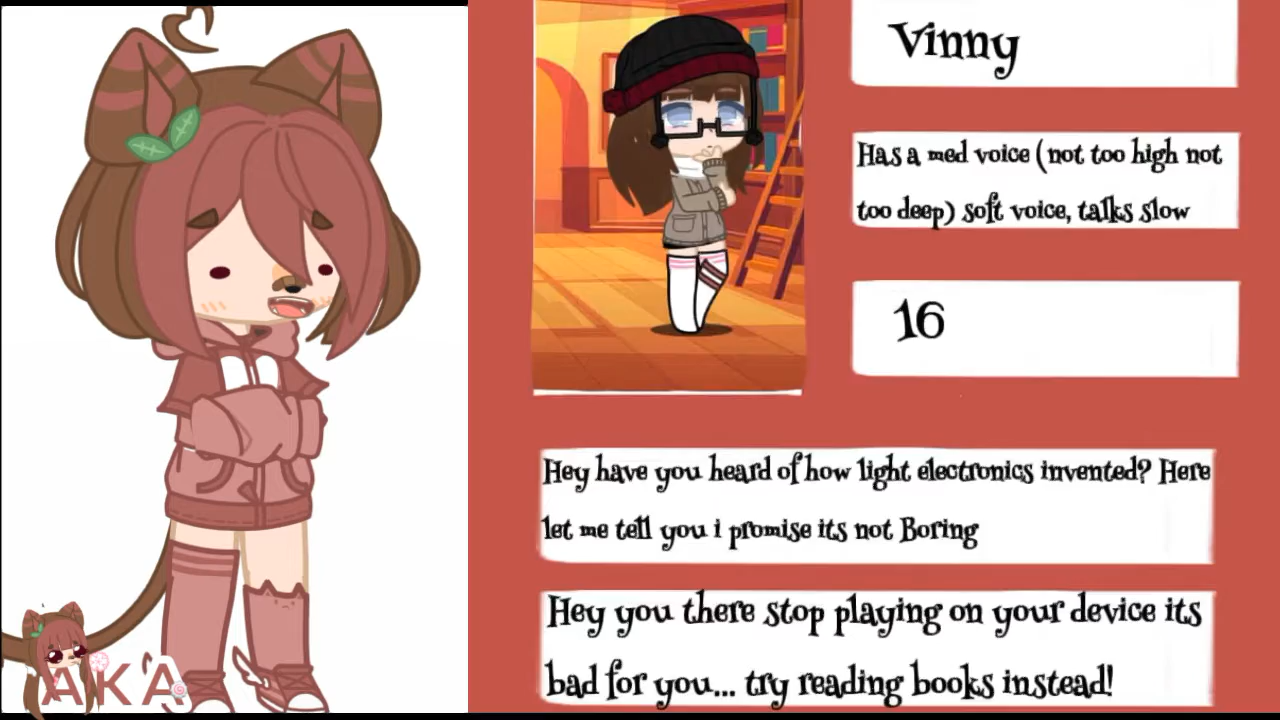 Vinny
Has a med voice (not too high not
too deep) soft voice, talks slow
16
Hey have you heard of how light electronics invented? Here
let me tell you i promise its not Boring
Hey you there stop playing on your device its
bad for you... try reading books instead!
AKA